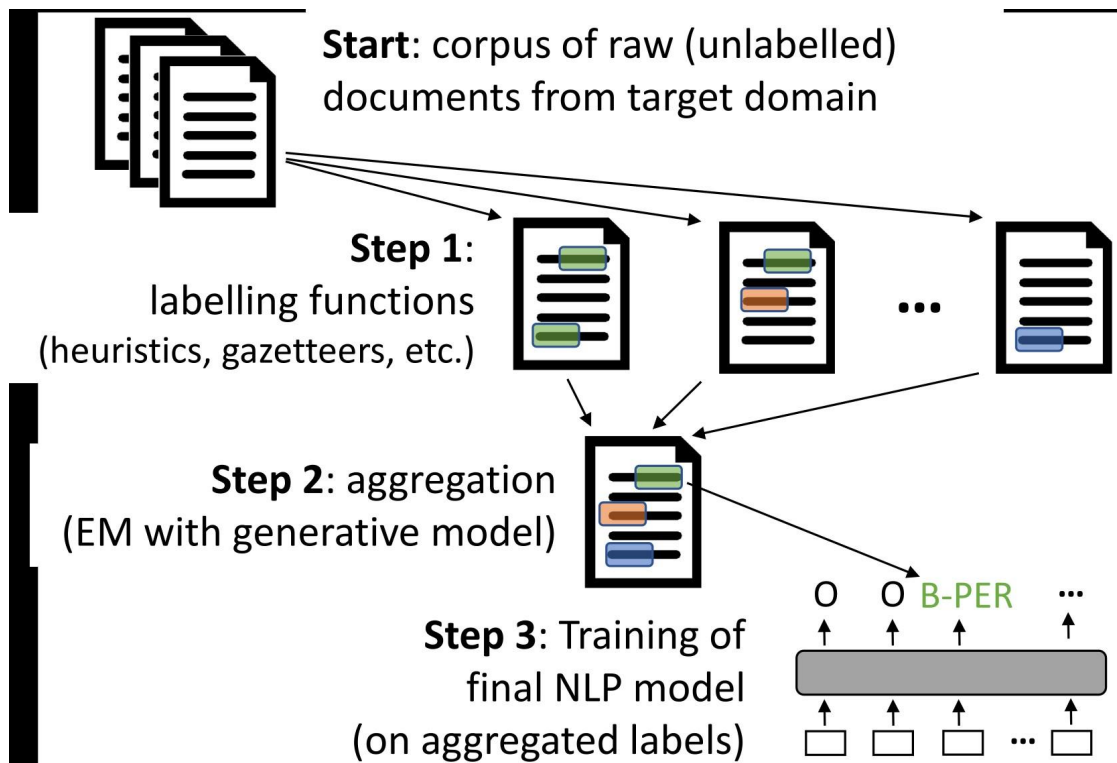 Start: corpus of raw (unlabelled)
documents from target domain
Step 1:
labelling functions
(heuristics, gazetteers, etc.)
...
Step 2: aggregation
(EM with generative model)
O O B-PER ...
Step 3: Training of
final NLP model
(on aggregated labels)
...